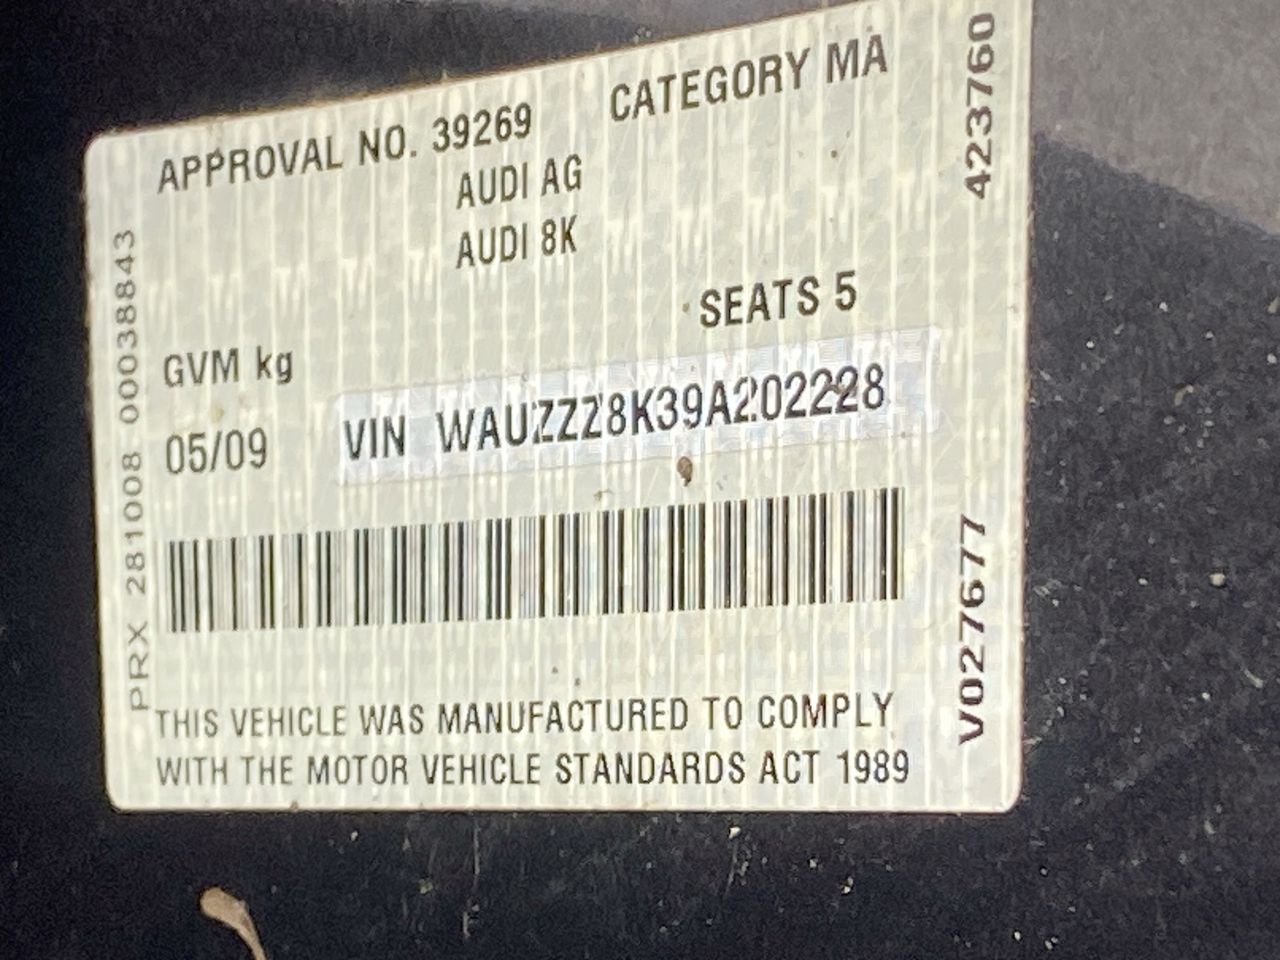 APPROVAL NO. 39269 CATEGORY MA
AUDI AG
AUDI 8K
SEATS 5
GVM kg
05/09
VIN WAUZZZ8K39A202228
THIS VEHICLE WAS MANUFACTURED TO COMPLY
WITH THE MOTOR VEHICLE STANDARDS ACT 1989
PRX 281008 00038843
423760
V027677